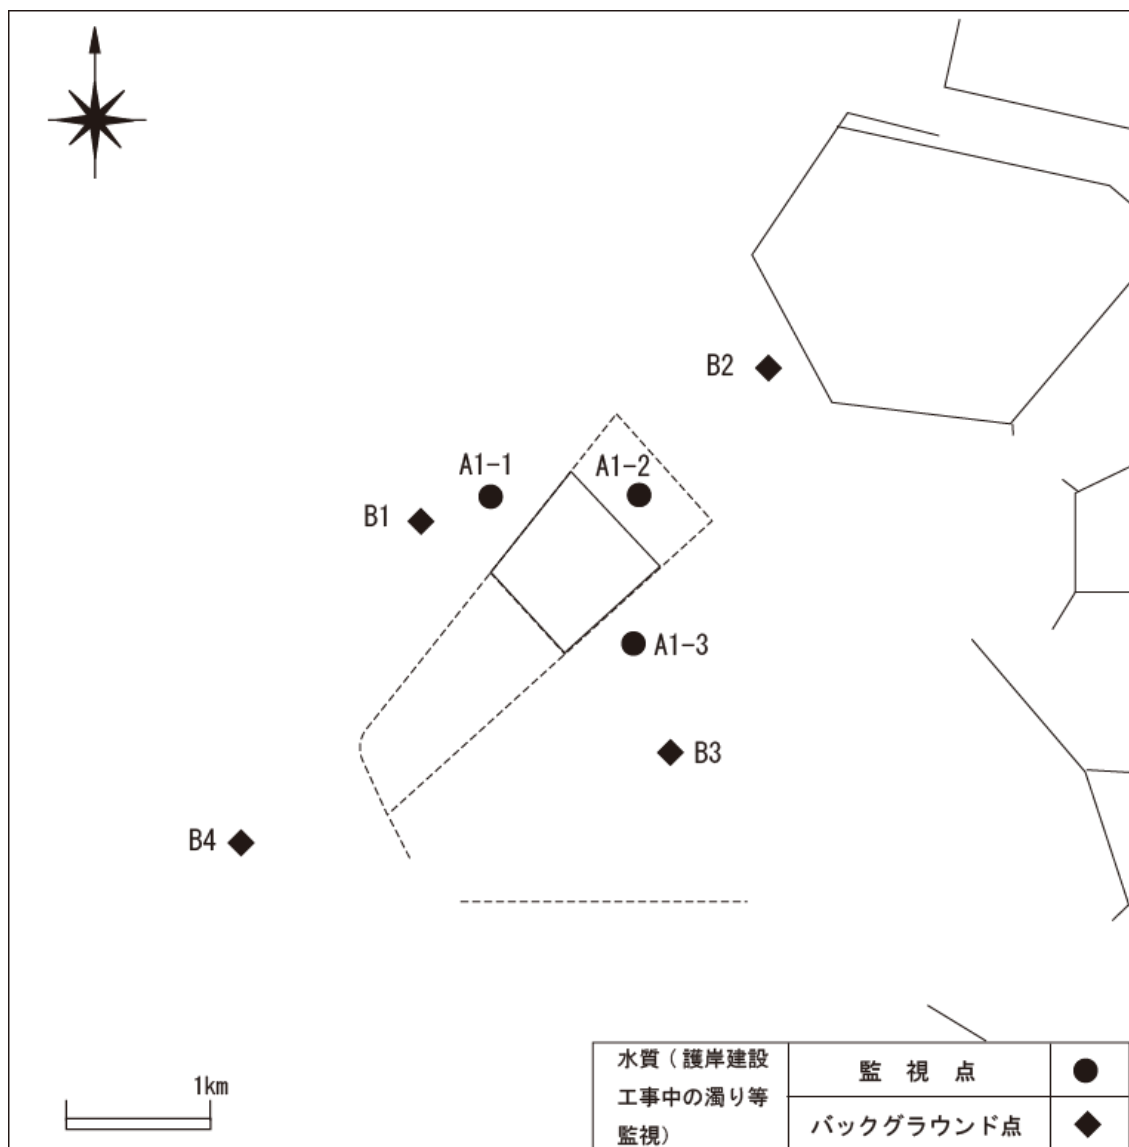 B2
A1-1
A1-2
B1
A1-3
B3
B4
1km
水質(護岸建設
工事中の濁り等
監視)
監 視 点
バックグラウンド点